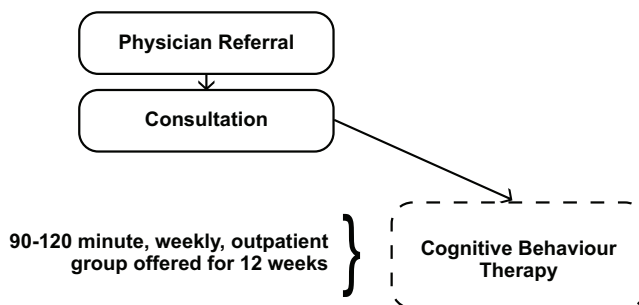 Physician Referral
Consultation
90-120 minute, weekly, outpatient
group offered for 12 weeks
Cognitive Behaviour
Therapy